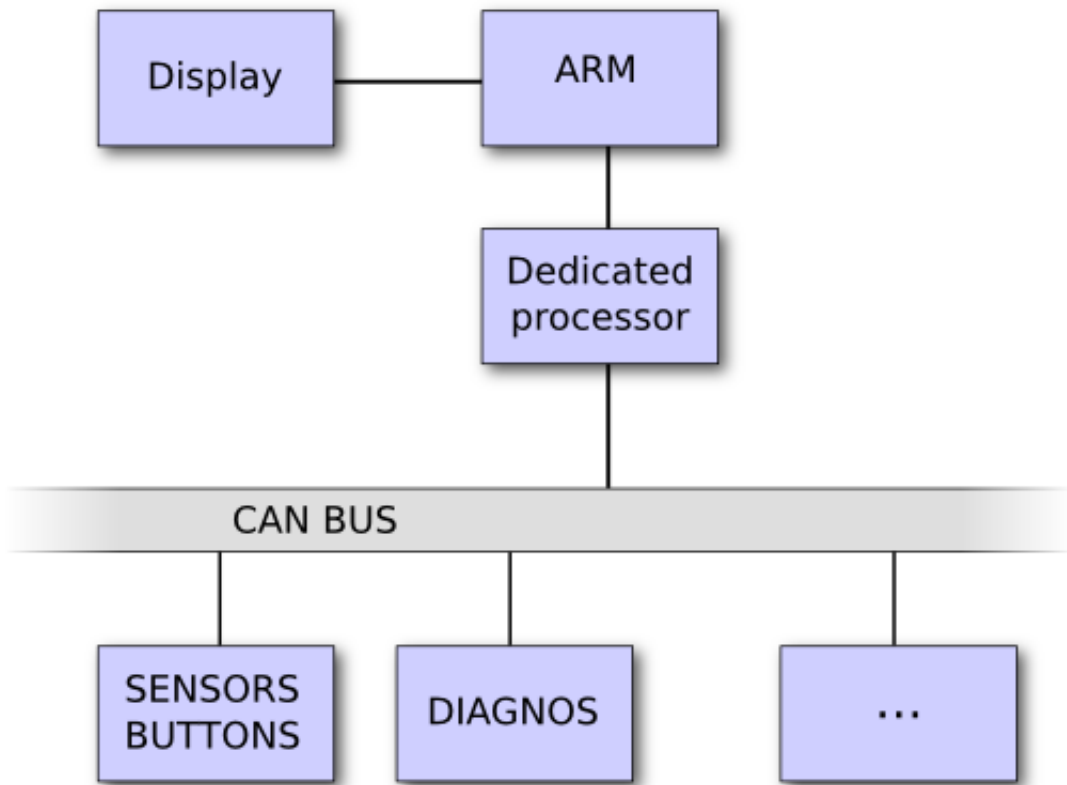 Display
ARM
Dedicated
processor
CAN BUS
SENSORS
BUTTONS
DIAGNOS
...